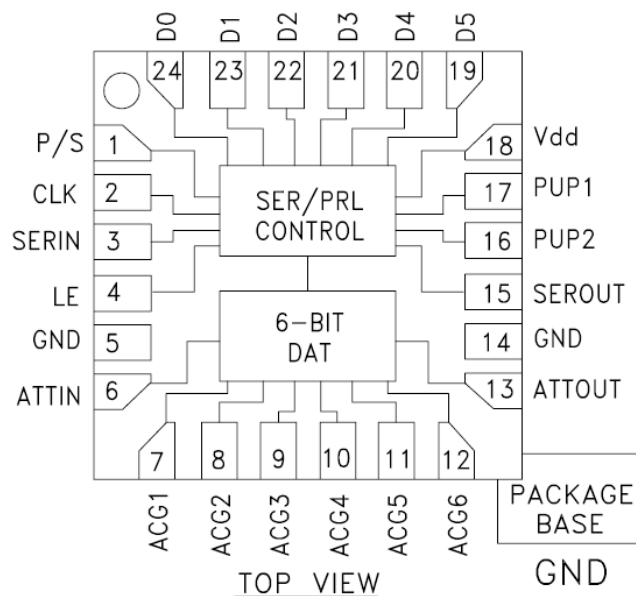 D0 D1 D2 D3 D4 D5
24 23 22 21 20 19
P/S 1 18 Vdd
CLK 2 17 PUP1
SER/PRL
CONTROL
SERIN 3 16 PUP2
LE 4 15 SEROUT
6-BIT
DAT
GND 5 14 GND
ATTIN 6 13 ATTOUT
7 8 9 10 11 12
ACG1 ACG2 ACG3 ACG4 ACG5 ACG6
PACKAGE
BASE
GND
TOP VIEW